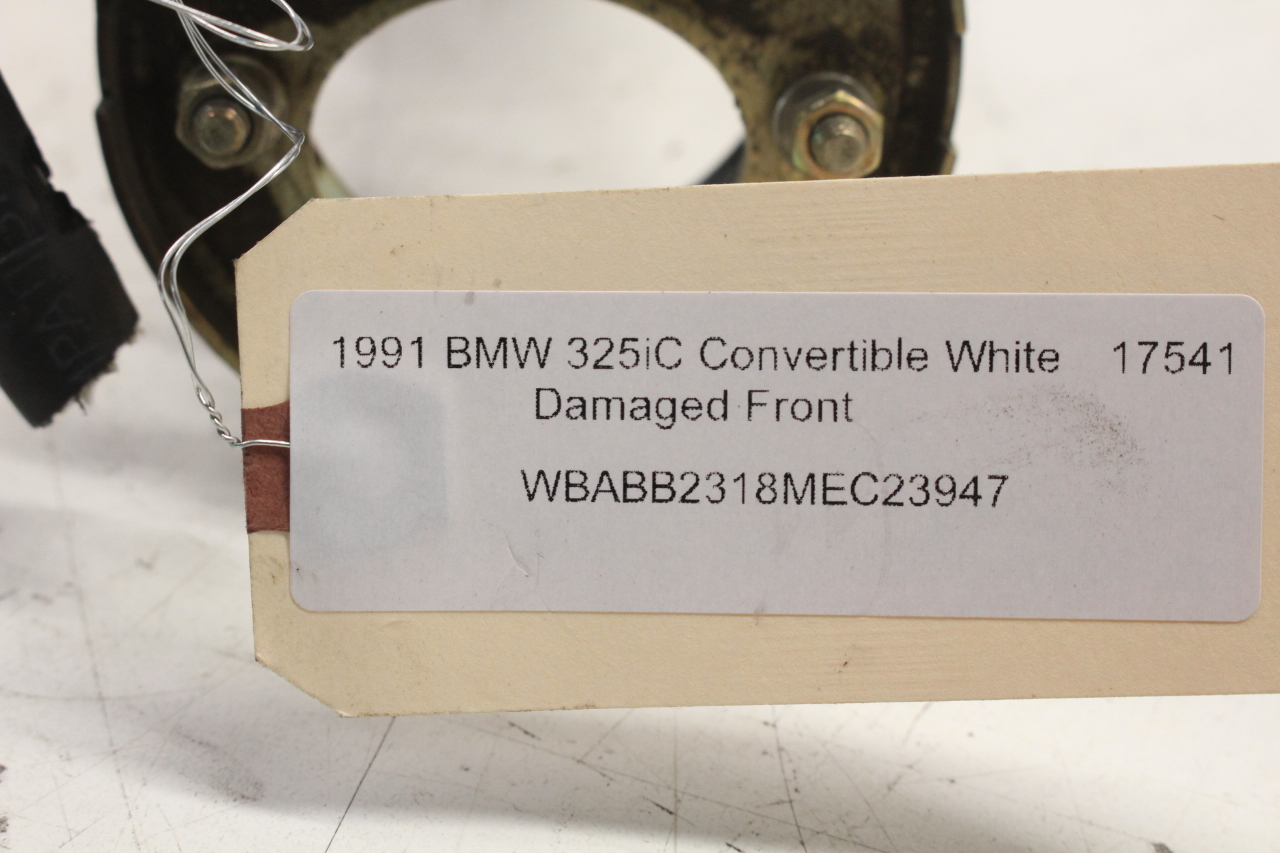 1991 BMW 325iC Convertible White 17541
Damaged Front
WBABB2318MEC23947